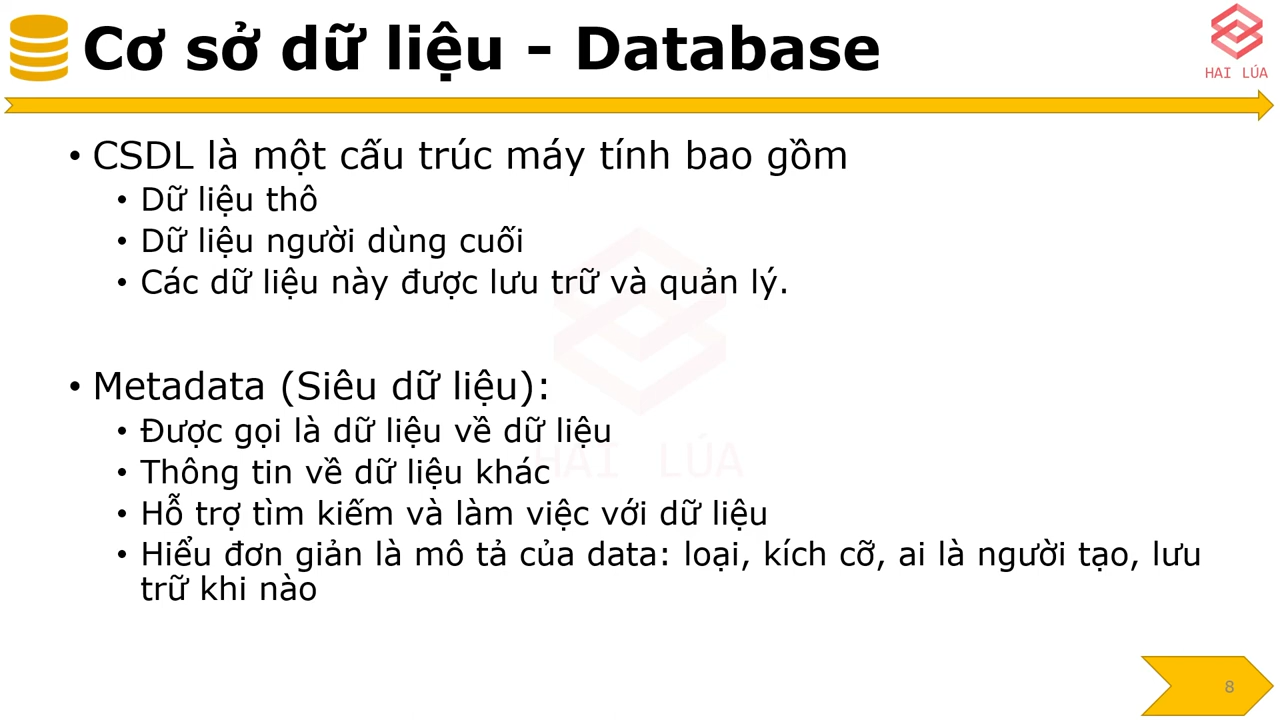 Cơ sở dữ liệu - Database
HAI LÚA
• CSDL là một cấu trúc máy tính bao gồm
• Dữ liệu thô
• Dữ liệu người dùng cuối
• Các dữ liệu này được lưu trữ và quản lý.
• Metadata (Siêu dữ liệu):
• Được gọi là dữ liệu về dữ liệu
HAI LÚA
• Thông tin về dữ liệu khác
• Hỗ trợ tìm kiếm và làm việc với dữ liệu
• Hiểu đơn giản là mô tả của data: loại, kích cỡ, ai là người tạo, lưu
trữ khi nào
8